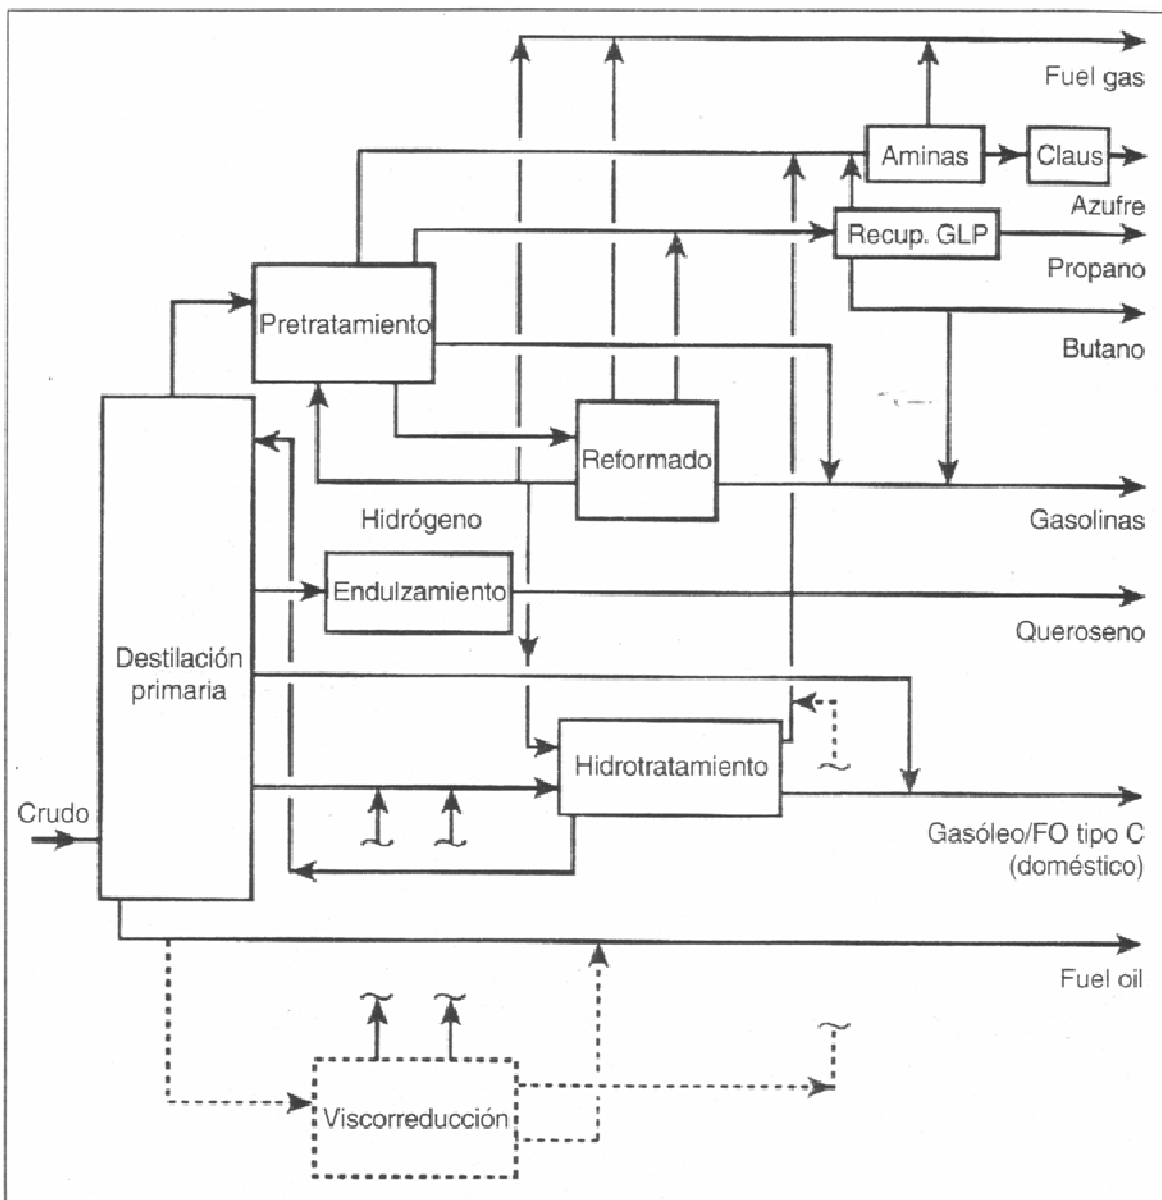 Fuel gas
Aminas
Claus
Azufre
Recup. GLP
Propano
Pretratamiento
Butano
Reformado
Hidrógeno
Gasolinas
Endulzamiento
Queroseno
Destilación
primaria
Hidrotratamiento
Crudo
Gasóleo/FO tipo C
(doméstico)
Fuel oil
Viscorreducción